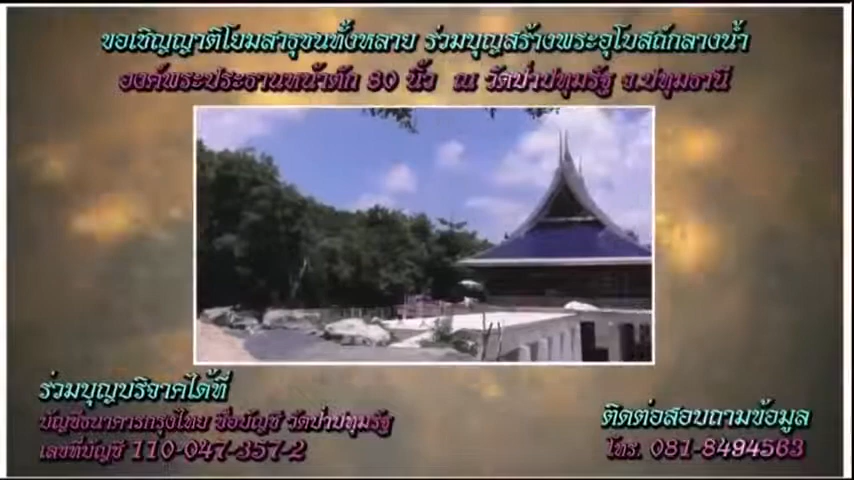 ขอเชิญญาติโยมสาธุชนทั้งหลาย ร่วมบุญสร้างพระอุโบสถ์กลางน้ำ
องค์พระประธานหน้าตัก 80 นิ้ว ณ วัดป่าปทุมรัฐ จ.ปทุมธานี
ร่วมบุญบริจาคได้ที่
บัญชีธนาคารกรุงไทย ชื่อบัญชี วัดป่าปทุมรัฐ
เลขที่บัญชี 110-047-357-2
ติดต่อสอบถามข้อมูล
โทร. 081-8494563